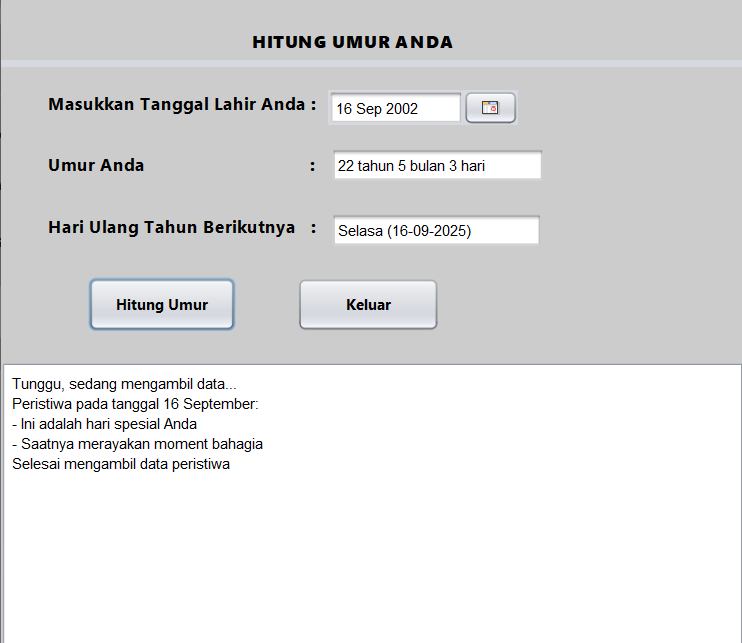 HITUNG UMUR ANDA
Masukkan Tanggal Lahir Anda : 16 Sep 2002
Umur Anda : 22 tahun 5 bulan 3 hari
Hari Ulang Tahun Berikutnya : Selasa (16-09-2025)
Hitung Umur Keluar
Tunggu, sedang mengambil data...
Peristiwa pada tanggal 16 September:
- Ini adalah hari spesial Anda
- Saatnya merayakan moment bahagia
Selesai mengambil data peristiwa